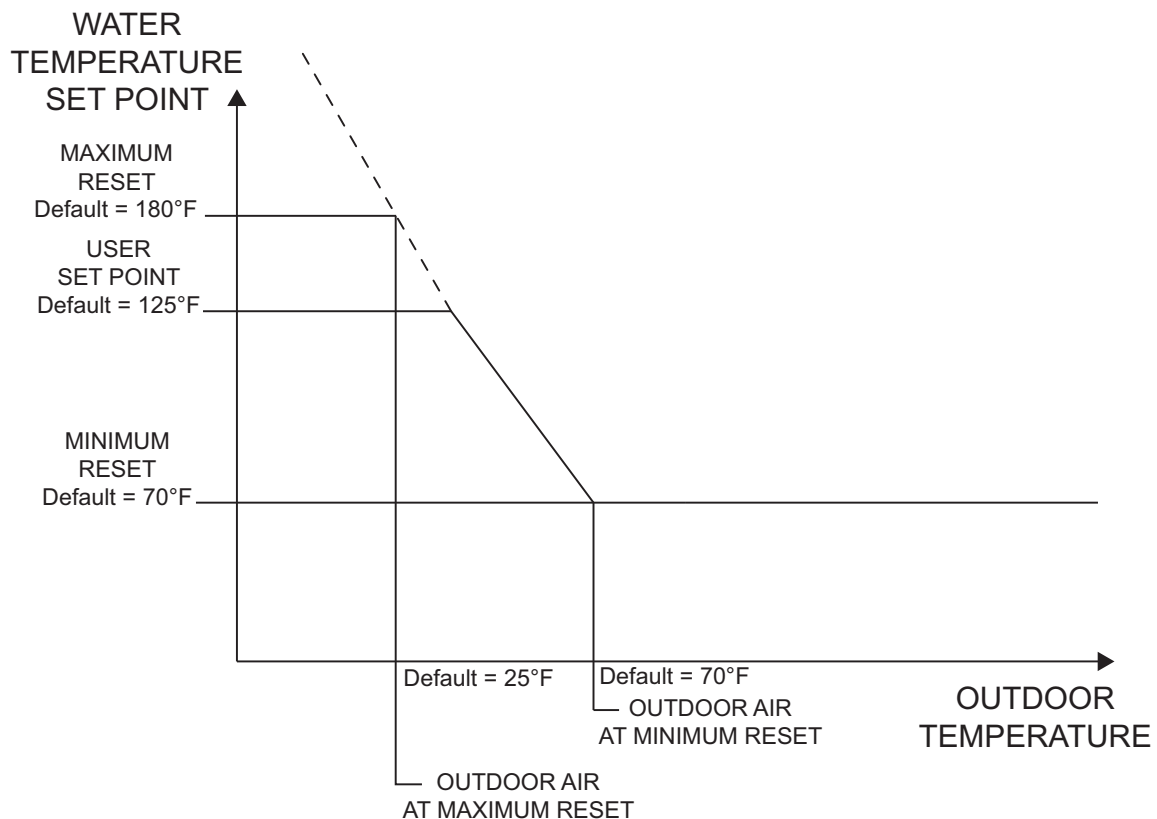 WATER
TEMPERATURE
SET POINT
MAXIMUM
RESET
Default = 180°F
USER
SET POINT
Default = 125°F
MINIMUM
RESET
Default = 70°F
Default = 25°F
Default = 70°F
OUTDOOR AIR
AT MINIMUM RESET
OUTDOOR
TEMPERATURE
OUTDOOR AIR
AT MAXIMUM RESET